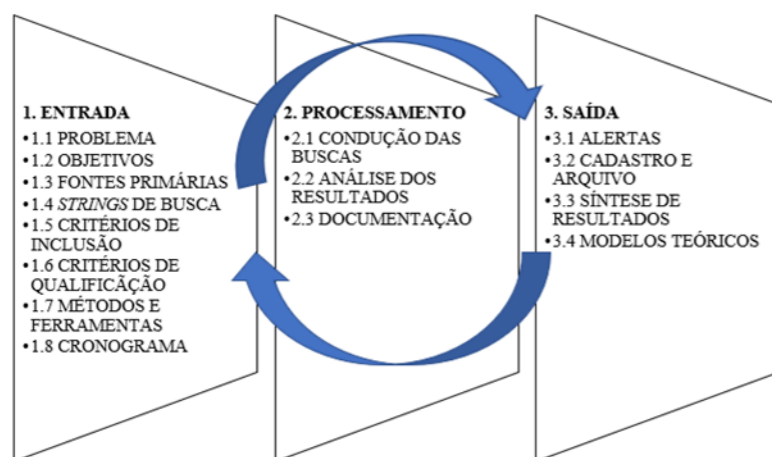 1. ENTRADA
•1.1 PROBLEMA
•1.2 OBJETIVOS
•1.3 FONTES PRIMÁRIAS
•1.4 STRINGS DE BUSCA
•1.5 CRITÉRIOS DE
INCLUSÃO
•1.6 CRITÉRIOS DE
QUALIFICÇÃO
•1.7 MÉTODOS E
FERRAMENTAS
•1.8 CRONOGRAMA
2. PROCESSAMENTO
•2.1 CONDUÇÃO DAS
BUSCAS
•2.2 ANÁLISE DOS
RESULTADOS
•2.3 DOCUMENTAÇÃO
3. SAÍDA
•3.1 ALERTAS
•3.2 CADASTRO E
ARQUIVO
•3.3 SÍNTESE DE
RESULTADOS
•3.4 MODELOS TEÓRICOS